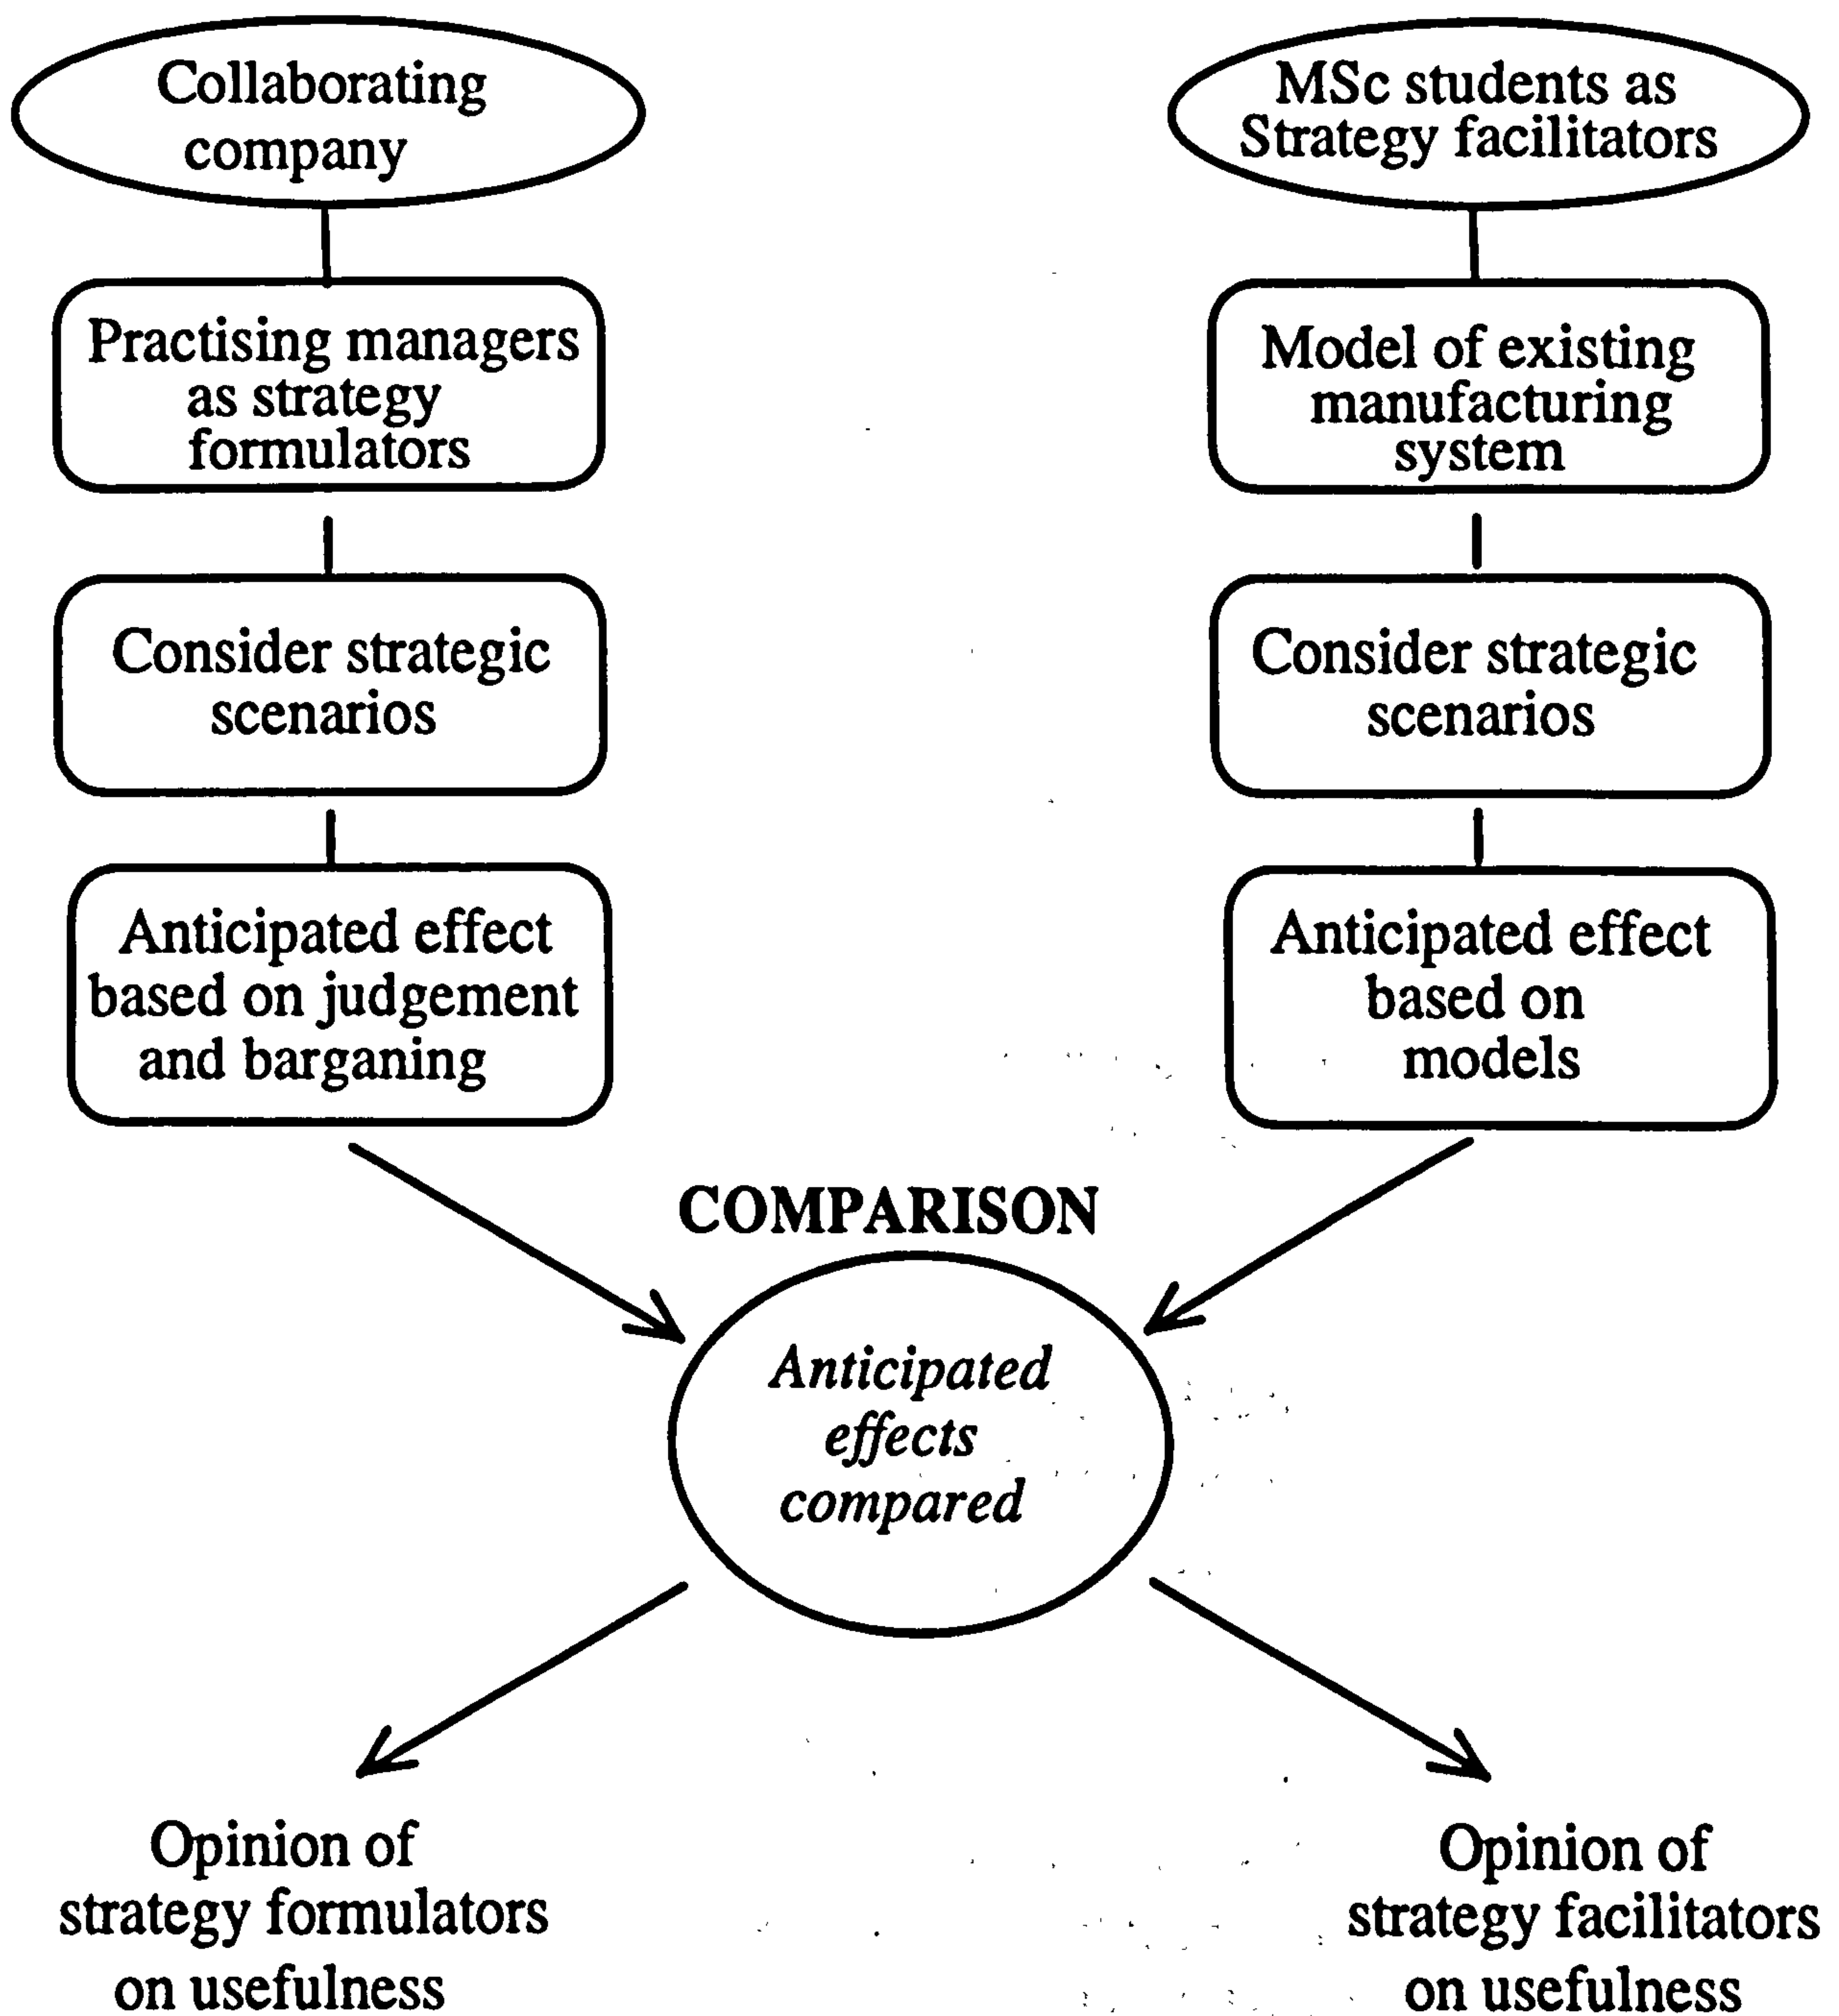 Collaborating
company
Practising managers
as strategy
formulators
Consider strategic
scenarios
Anticipated effect
based on judgement
and barganing
MSc students as
Strategy facilitators
Model of existing
manufacturing
system
Consider strategic
scenarios
Anticipated effect
based on
models
COMPARISON
Anticipated
effects
compared
Opinion of
strategy formulators
on usefulness
Opinion of
strategy facilitators
on usefulness